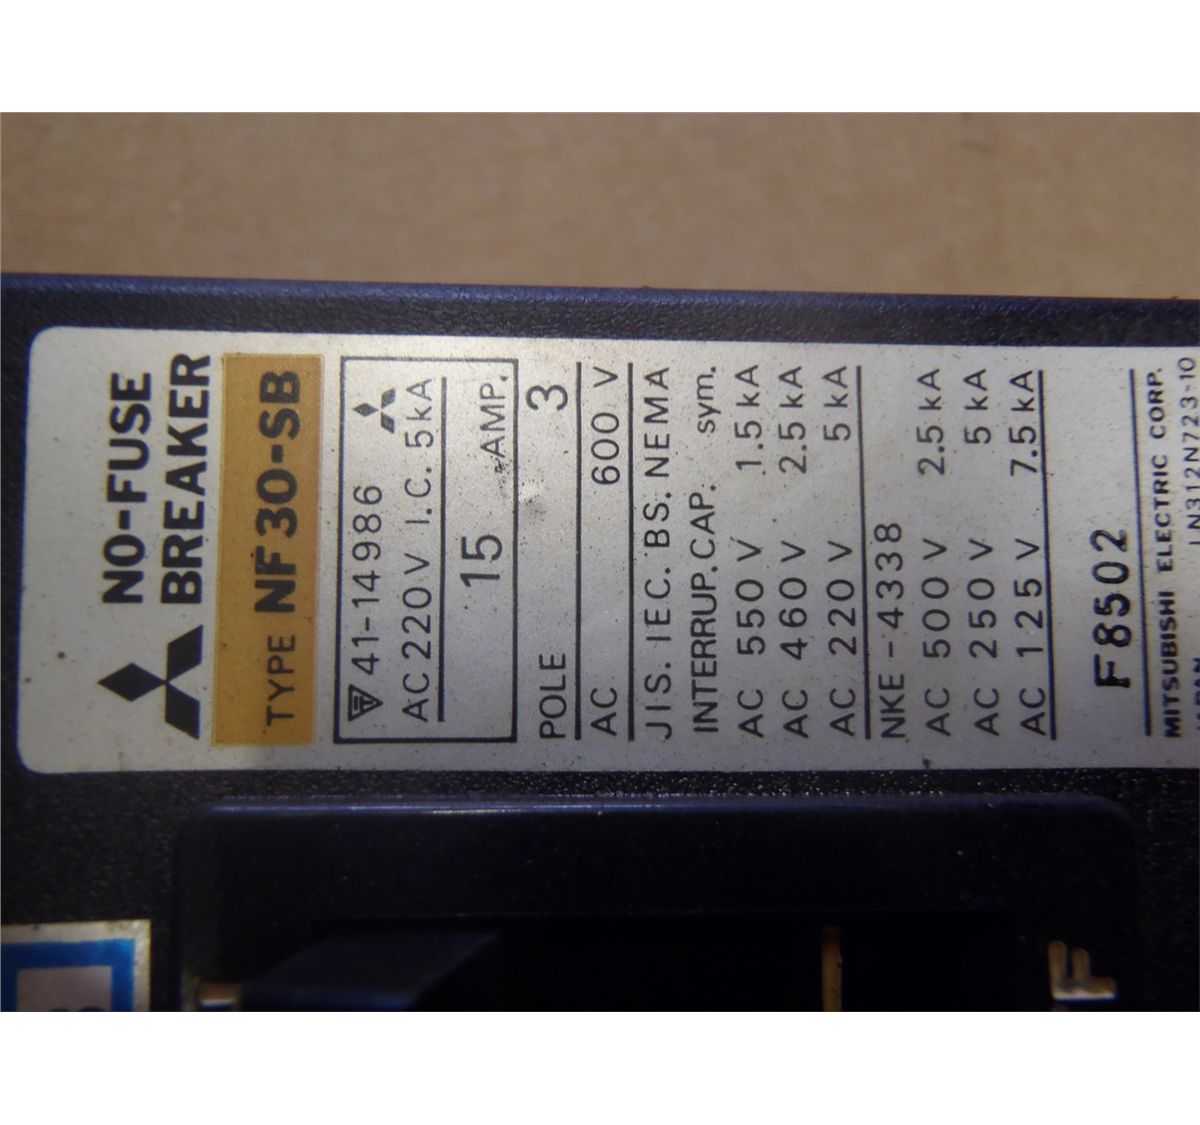 NO-FUSE
BREAKER
TYPE NF30-SB
41-14986
AC220V I.C. 5kA
15 AMP.
POLE 3
AC 600 V
JIS. IEC. BS. NEMA
INTERRUP. CAP. sym.
AC 550 V 1.5 kA
AC 460 V 2.5 kA
AC 220 V 5 kA
NKE-4338
AC 500 V 2.5 kA
AC 250 V 5 kA
AC 125 V 7.5 kA
F8502
MITSUBISHI ELECTRIC CORP.